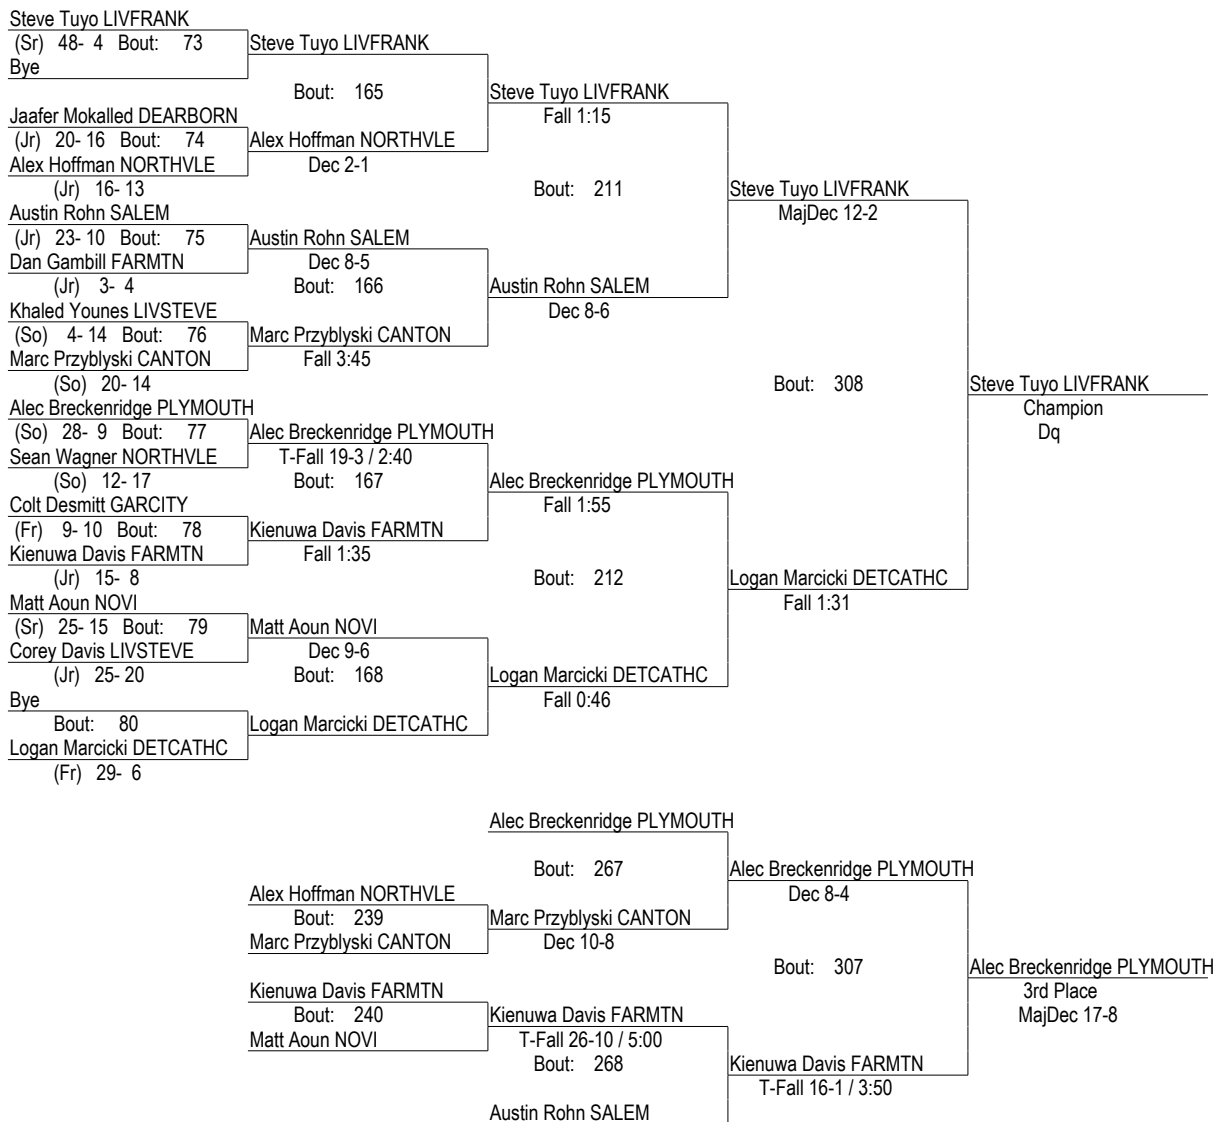 Steve Tuyo LIVFRANK
(Sr) 48- 4 Bout: 73
Bye
Steve Tuyo LIVFRANK
Bout: 165
Jaafer Mokalled DEARBORN
(Jr) 20- 16 Bout: 74
Alex Hoffman NORTHVLE
(Jr) 16- 13
Alex Hoffman NORTHVLE
Dec 2-1
Steve Tuyo LIVFRANK
Fall 1:15
Bout: 211
Austin Rohn SALEM
(Jr) 23- 10 Bout: 75
Dan Gambill FARMTN
(Jr) 3- 4
Austin Rohn SALEM
Dec 8-5
Bout: 166
Khaled Younes LIVSTEVE
(So) 4- 14 Bout: 76
Marc Przyblyski CANTON
(So) 20- 14
Marc Przyblyski CANTON
Fall 3:45
Austin Rohn SALEM
Dec 8-6
Steve Tuyo LIVFRANK
MajDec 12-2
Bout: 308
Steve Tuyo LIVFRANK
Champion
Dq
Alec Breckenridge PLYMOUTH
(So) 28- 9 Bout: 77
Sean Wagner NORTHVLE
(So) 12- 17
Alec Breckenridge PLYMOUTH
T-Fall 19-3 / 2:40
Bout: 167
Colt Desmitt GARCITY
(Fr) 9- 10 Bout: 78
Kienuwa Davis FARMTN
(Jr) 15- 8
Kienuwa Davis FARMTN
Fall 1:35
Alec Breckenridge PLYMOUTH
Fall 1:55
Bout: 212
Matt Aoun NOVI
(Sr) 25- 15 Bout: 79
Corey Davis LIVSTEVE
(Jr) 25- 20
Matt Aoun NOVI
Dec 9-6
Bout: 168
Bye
Bout: 80
Logan Marcicki DETCATHC
(Fr) 29- 6
Logan Marcicki DETCATHC
Logan Marcicki DETCATHC
Fall 0:46
Logan Marcicki DETCATHC
Fall 1:31
Alec Breckenridge PLYMOUTH
Bout: 267
Alex Hoffman NORTHVLE
Bout: 239
Marc Przyblyski CANTON
Marc Przyblyski CANTON
Dec 10-8
Alec Breckenridge PLYMOUTH
Dec 8-4
Bout: 307
Alec Breckenridge PLYMOUTH
3rd Place
MajDec 17-8
Kienuwa Davis FARMTN
Bout: 240
Matt Aoun NOVI
Kienuwa Davis FARMTN
T-Fall 26-10 / 5:00
Bout: 268
Austin Rohn SALEM
Kienuwa Davis FARMTN
T-Fall 16-1 / 3:50